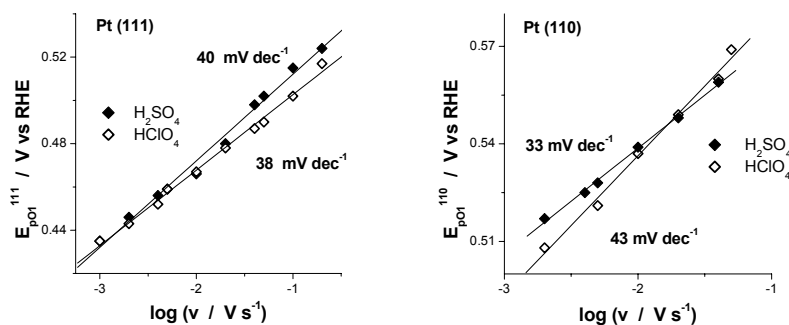 Pt (111)
40 mV dec⁻¹
H₂SO₄
HClO₄
38 mV dec⁻¹
0.52
0.48
0.44
E_pO1^111 / V vs RHE
-3
-2
-1
log (v / V s⁻¹)
Pt (110)
0.57
0.54
0.51
E_pO1^110 / V vs RHE
33 mV dec⁻¹
H₂SO₄
HClO₄
43 mV dec⁻¹
-3
-2
-1
log (v / V s⁻¹)